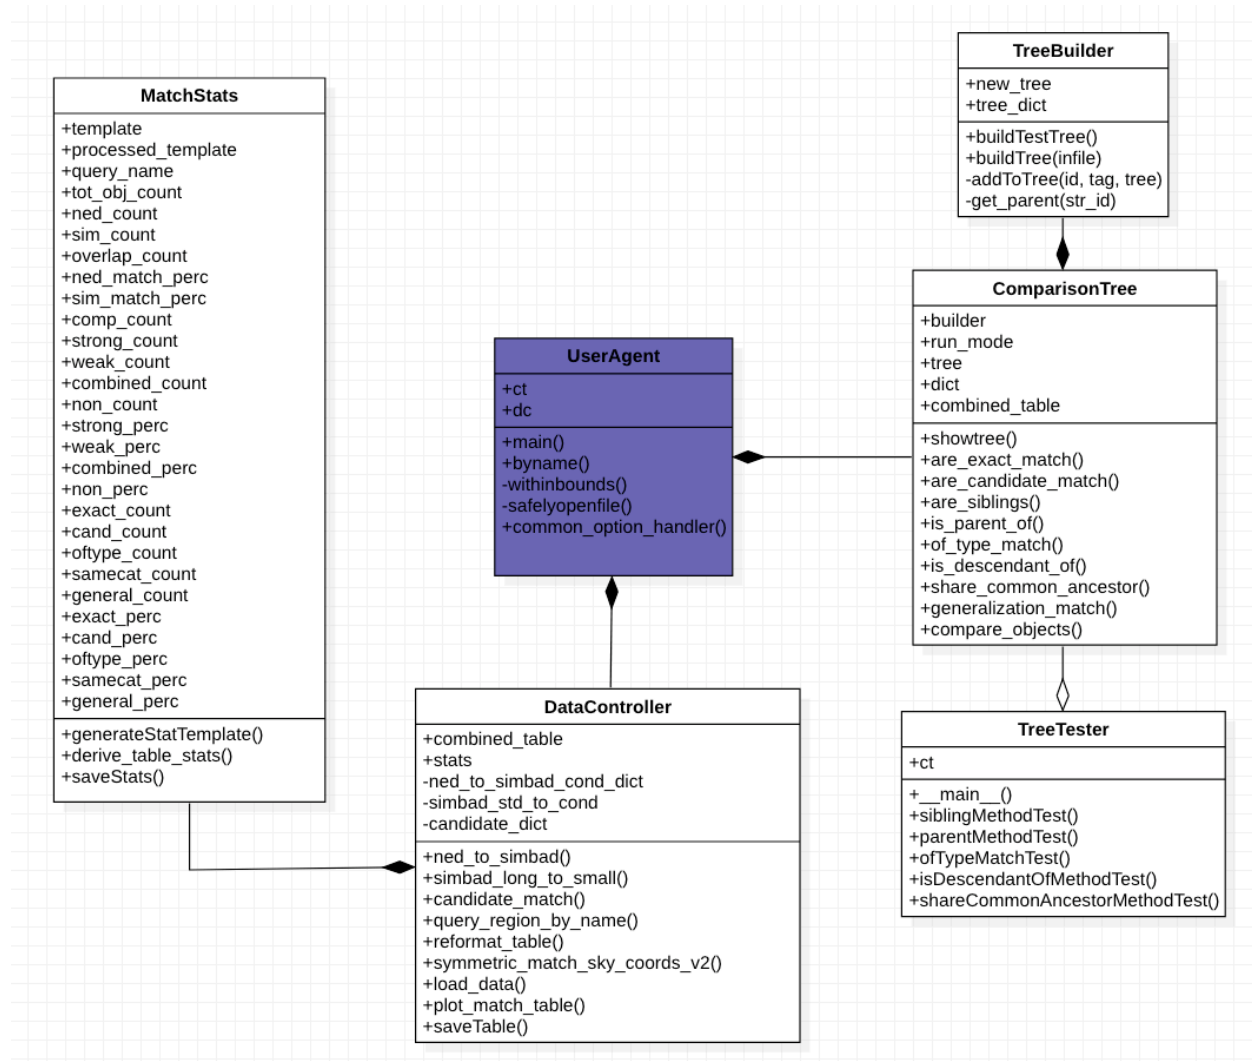 MatchStats
+template
+processed_template
+query_name
+tot_obj_count
+ned_count
+sim_count
+overlap_count
+ned_match_perc
+sim_match_perc
+comp_count
+strong_count
+weak_count
+combined_count
+non_count
+strong_perc
+weak_perc
+combined_perc
+non_perc
+exact_count
+cand_count
+oftype_count
+samecat_count
+general_count
+exact_perc
+cand_perc
+oftype_perc
+samecat_perc
+general_perc
+generateStatTemplate()
+derive_table_stats()
+saveStats()
UserAgent
+ct
+dc
+main()
+byname()
-withinbounds()
-safelyopenfile()
+common_option_handler()
DataController
+combined_table
+stats
-ned_to_simbad_cond_dict
-simbad_std_to_cond
-candidate_dict
+ned_to_simbad()
+simbad_long_to_small()
+candidate_match()
+query_region_by_name()
+reformat_table()
+symmetric_match_sky_coords_v2()
+load_data()
+plot_match_table()
+saveTable()
TreeBuilder
+new_tree
+tree_dict
+buildTestTree()
+buildTree(infile)
-addToTree(id, tag, tree)
-get_parent(str_id)
ComparisonTree
+builder
+run_mode
+tree
+dict
+combined_table
+showtree()
+are_exact_match()
+are_candidate_match()
+are_siblings()
+is_parent_of()
+of_type_match()
+is_descendant_of()
+share_common_ancestor()
+generalization_match()
+compare_objects()
TreeTester
+ct
+__main__()
+siblingMethodTest()
+parentMethodTest()
+ofTypeMatchTest()
+isDescendantOfMethodTest()
+shareCommonAncestorMethodTest()